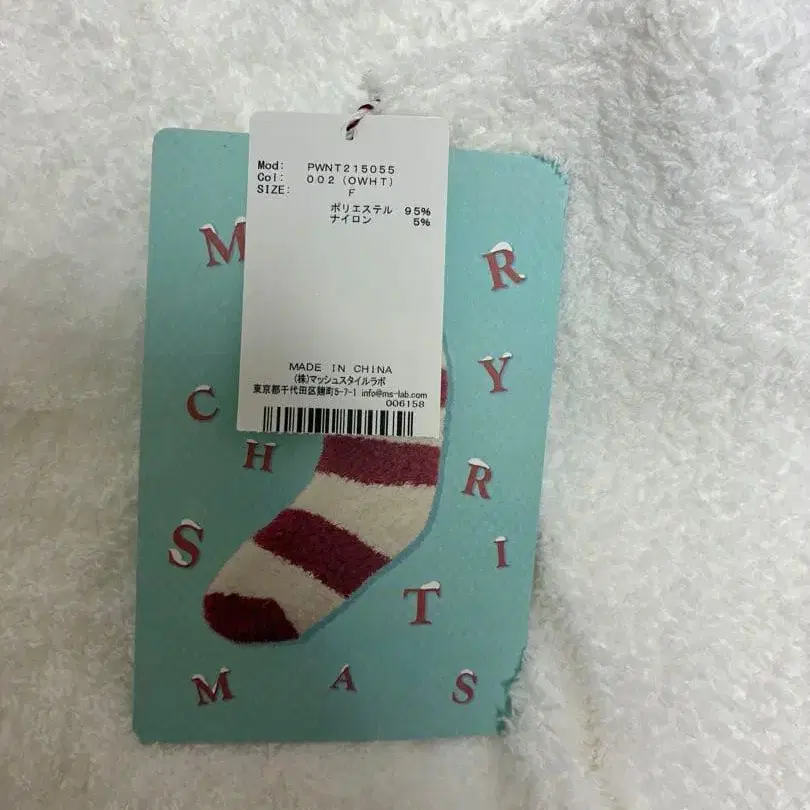 Mod: PWNT215055
Col: 002(OWHT)
SIZE: F
ポリエステル 95%
ナイロン 5%
MADE IN CHINA
(株)マッシュスタイルラボ
東京都千代田区麹町5-7-1 info@ms-lab.com
006158
M R
Y
C
H R
S I
T
M A S